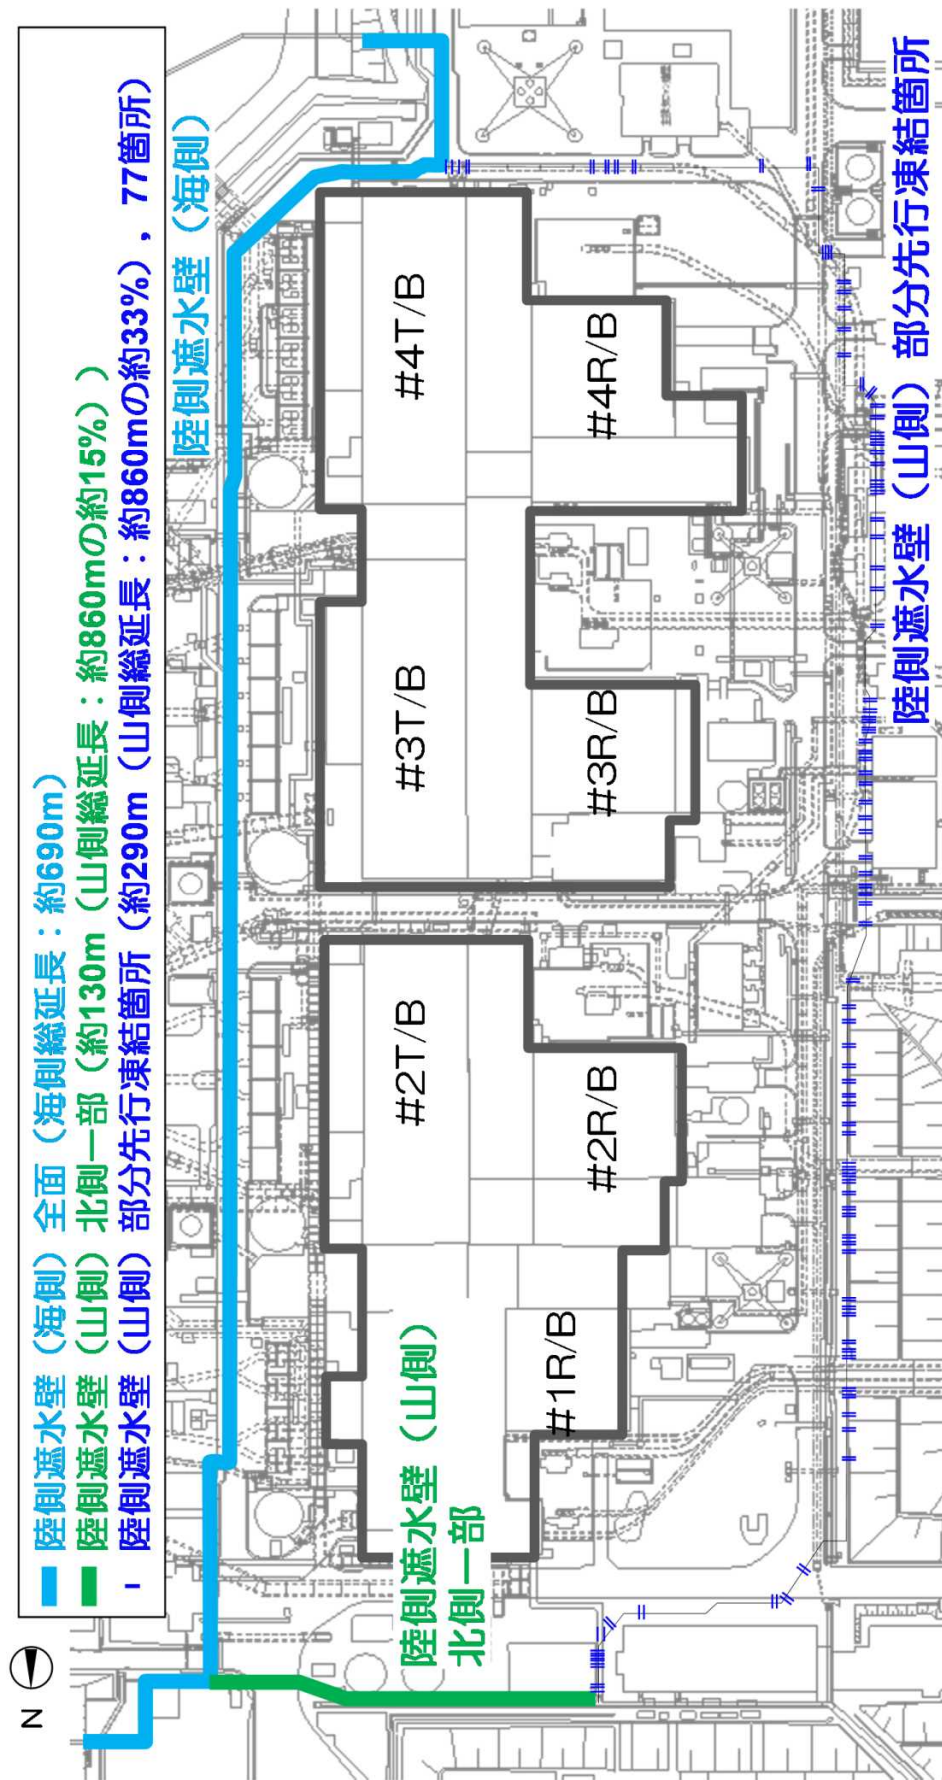 N
陸側遮水壁（海側）全面（海側総延長：約690m）
陸側遮水壁（山側）北側一部（約130m（山側総延長：約860mの約15%））
陸側遮水壁（山側）部分先行凍結箇所（約290m（山側総延長：約860mの約33%），77箇所）
陸側遮水壁（海側）
#2T/B
#3T/B
#4T/B
陸側遮水壁（山側）
北側一部
#1R/B
#2R/B
#3R/B
#4R/B
陸側遮水壁（山側）部分先行凍結箇所